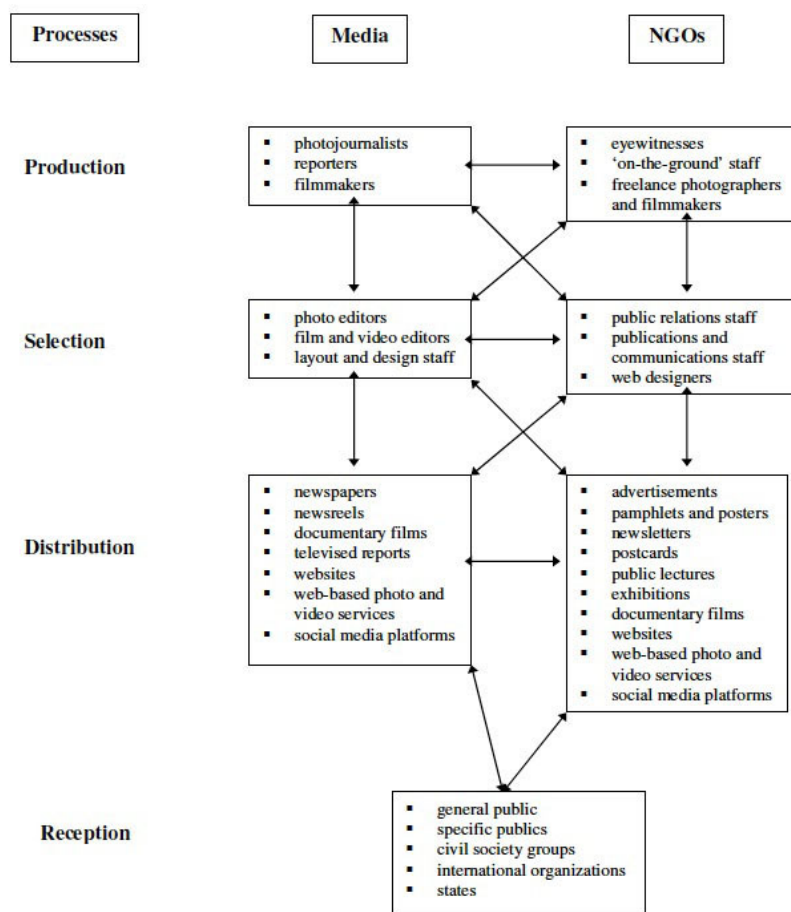 Processes
Media
NGOs
Production
▪ photojournalists
▪ reporters
▪ filmmakers
▪ eyewitnesses
▪ ‘on-the-ground’ staff
▪ freelance photographers
and filmmakers
Selection
▪ photo editors
▪ film and video editors
▪ layout and design staff
▪ public relations staff
▪ publications and
communications staff
▪ web designers
Distribution
▪ newspapers
▪ newsreels
▪ documentary films
▪ televised reports
▪ websites
▪ web-based photo and
video services
▪ social media platforms
▪ advertisements
▪ pamphlets and posters
▪ newsletters
▪ postcards
▪ public lectures
▪ exhibitions
▪ documentary films
▪ websites
▪ web-based photo and
video services
▪ social media platforms
Reception
▪ general public
▪ specific publics
▪ civil society groups
▪ international organizations
▪ states